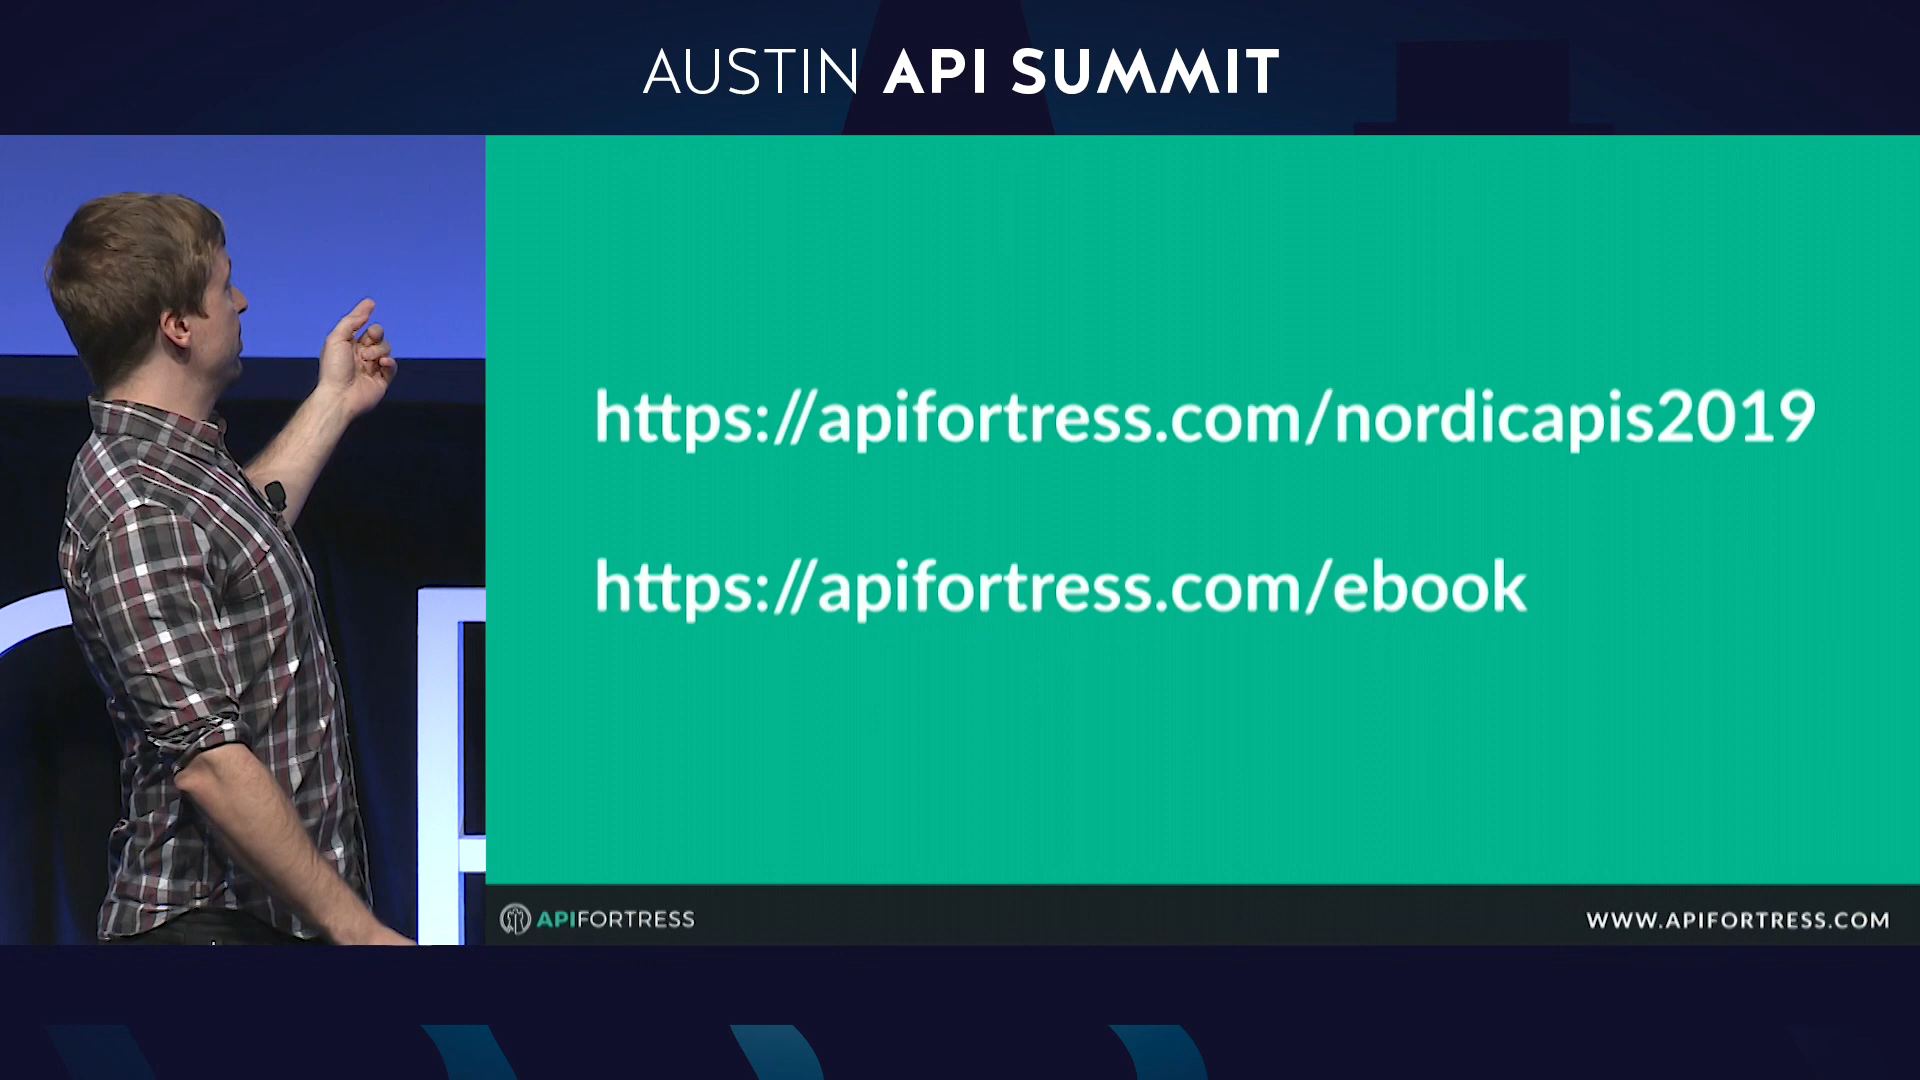 AUSTIN API SUMMIT
https://apifortress.com/nordicapis2019
https://apifortress.com/ebook
APIFORTRESS
WWW.APIFORTRESS.COM